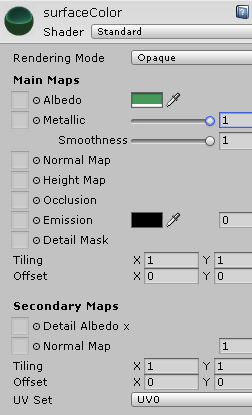 surfaceColor
Shader Standard
Rendering Mode Opaque
Main Maps
Albedo
Metallic 1
Smoothness 1
Normal Map
Height Map
Occlusion
Emission 0
Detail Mask
Tiling X 1 Y 1
Offset X 0 Y 0
Secondary Maps
Detail Albedo x
Normal Map 1
Tiling X 1 Y 1
Offset X 0 Y 0
UV Set UV0